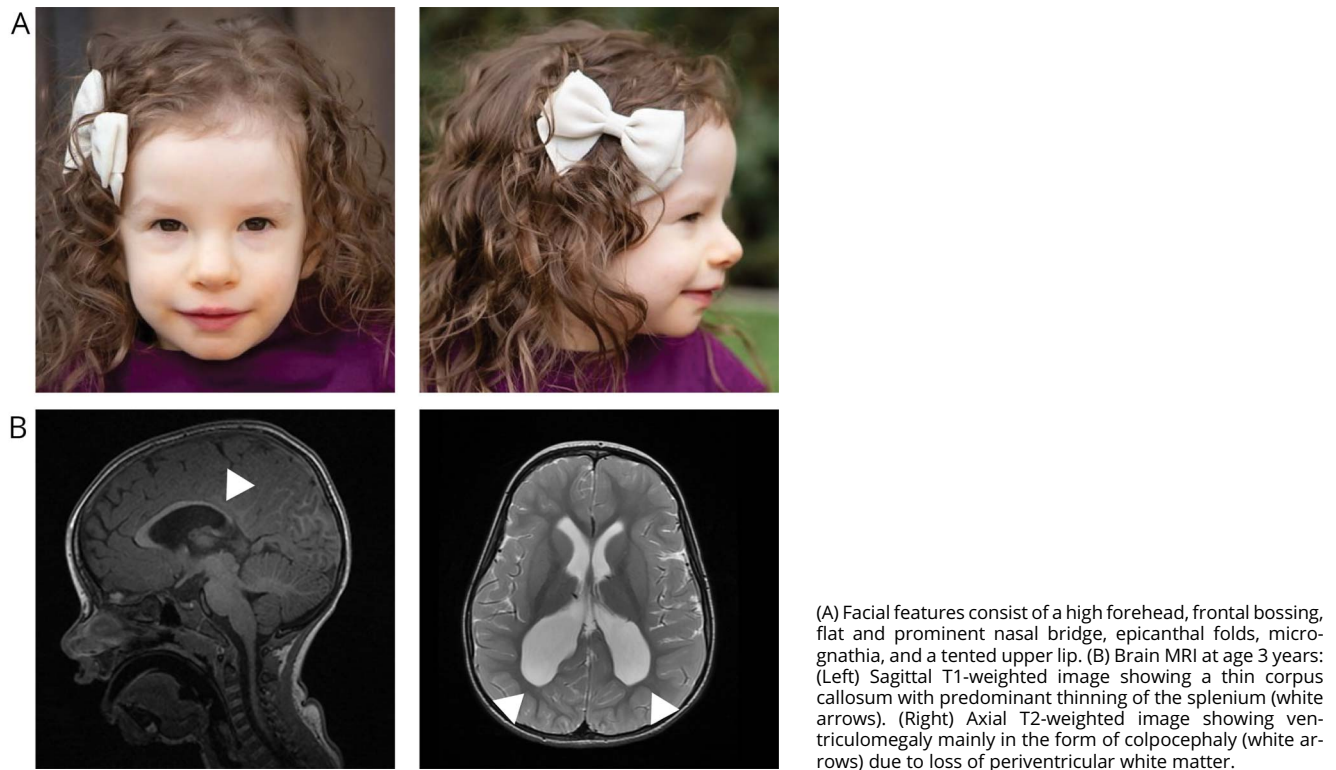 A
B
(A) Facial features consist of a high forehead, frontal bossing,
flat and prominent nasal bridge, epicanthal folds, micro-
gnathia, and a tented upper lip. (B) Brain MRI at age 3 years:
(Left) Sagittal T1-weighted image showing a thin corpus
callosum with predominant thinning of the splenium (white
arrows). (Right) Axial T2-weighted image showing ven-
triculomegaly mainly in the form of colpocephaly (white ar-
rows) due to loss of periventricular white matter.